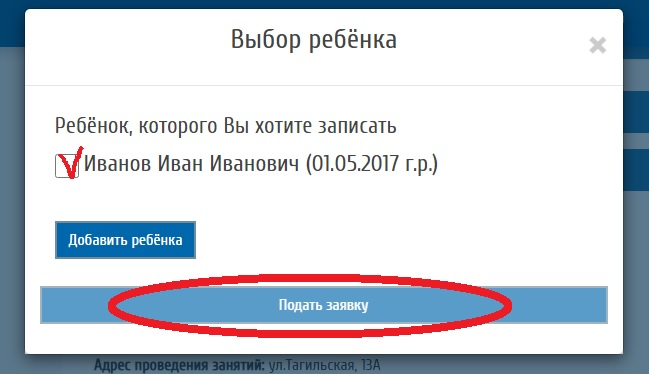 Выбор ребёнка
×
Ребёнок, которого Вы хотите записать
Иванов Иван Иванович (01.05.2017 г.р.)
Добавить ребёнка
Подать заявку
Адрес проведения занятий: ул.Тагильская, 13А